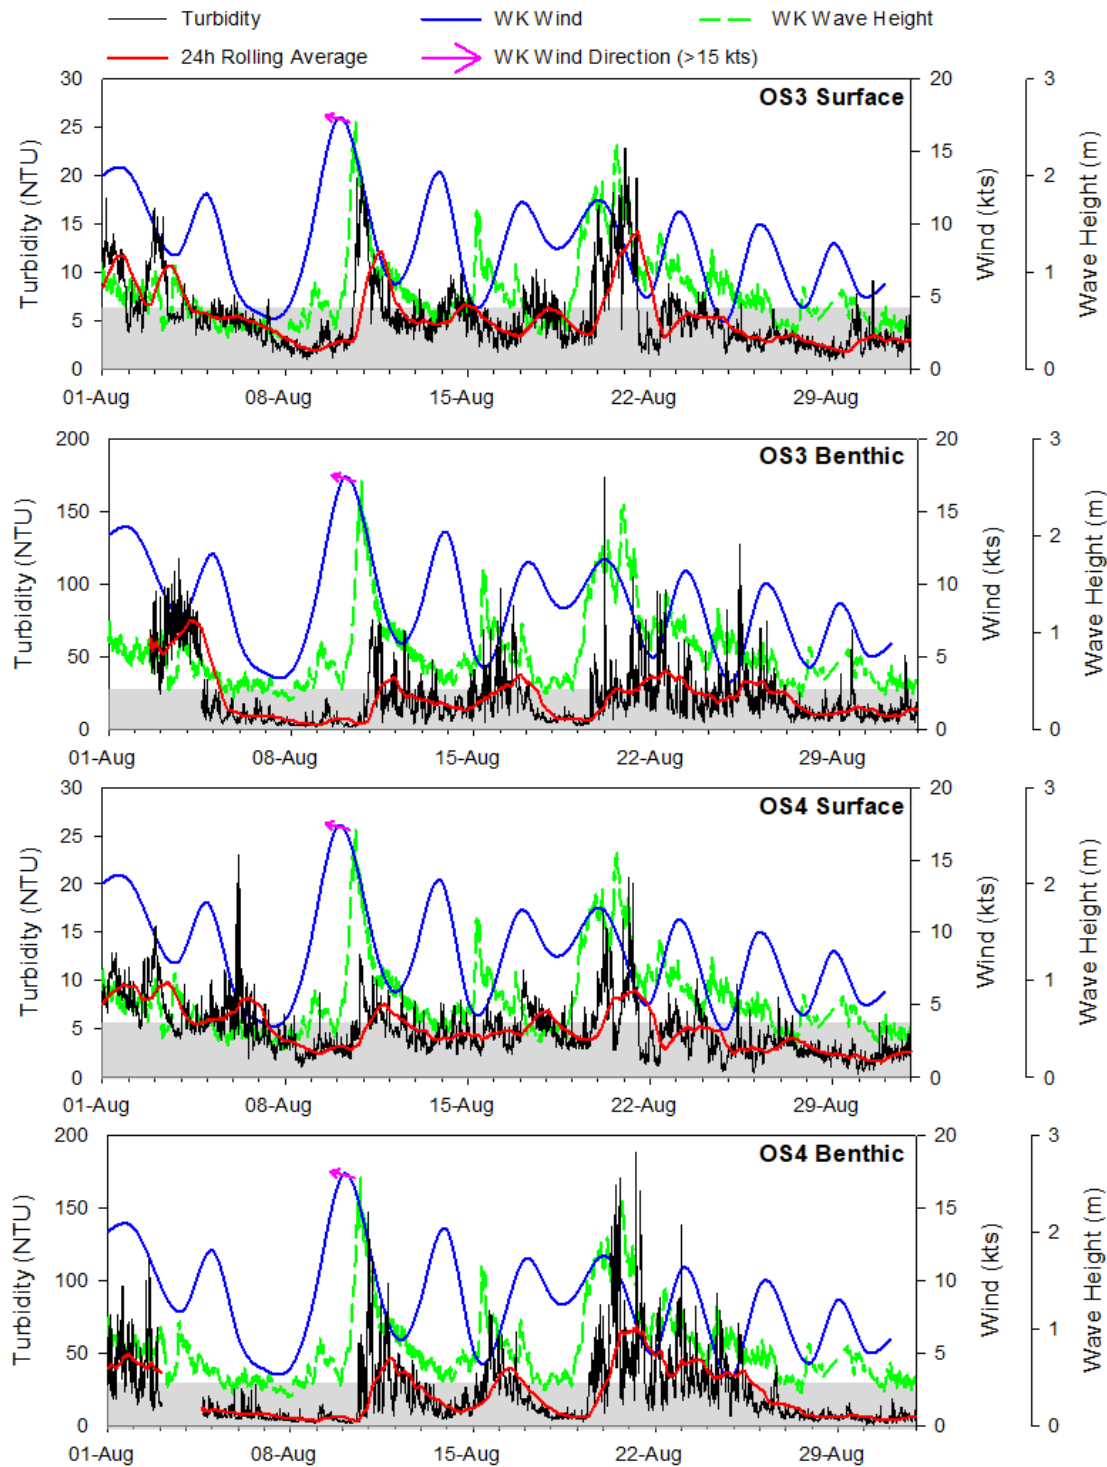 Turbidity WK Wind WK Wave Height
24h Rolling Average WK Wind Direction (>15 kts)
OS3 Surface
Turbidity (NTU)
30
25
20
15
10
5
0
20
15
10
5
0
Wind (kts)
3
2
1
0
Wave Height (m)
01-Aug 08-Aug 15-Aug 22-Aug 29-Aug
OS3 Benthic
Turbidity (NTU)
200
150
100
50
0
20
15
10
5
0
Wind (kts)
3
2
1
0
Wave Height (m)
01-Aug 08-Aug 15-Aug 22-Aug 29-Aug
OS4 Surface
Turbidity (NTU)
30
25
20
15
10
5
0
20
15
10
5
0
Wind (kts)
3
2
1
0
Wave Height (m)
01-Aug 08-Aug 15-Aug 22-Aug 29-Aug
OS4 Benthic
Turbidity (NTU)
200
150
100
50
0
20
15
10
5
0
Wind (kts)
3
2
1
0
Wave Height (m)
01-Aug 08-Aug 15-Aug 22-Aug 29-Aug